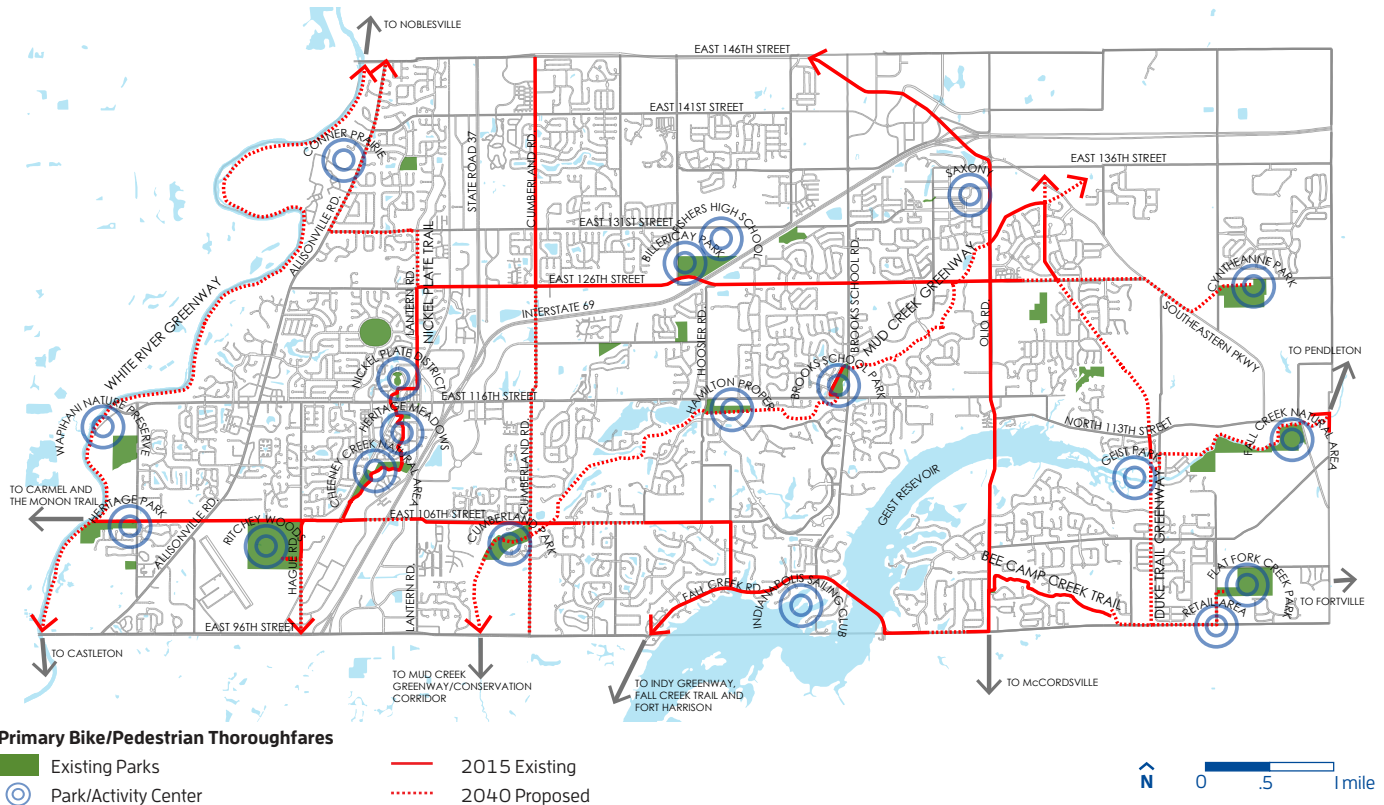 TO NOBLESVILLE
EAST 146TH STREET
EAST 141ST STREET
CONNER PRAIRIE
STATE ROAD 37
CUMBERLAND RD.
EAST 136TH STREET
SAXONY
ALLISONVILLE RD.
EAST 131ST STREET
FISHERS HIGH SCHOOL
BILLERICAY PARK
LANTERN RD.
NICKEL PLATE TRAIL
EAST 126TH STREET
INTERSTATE 69
BROOKS SCHOOL RD.
MUD CREEK GREENWAY
CYNTHEANNE PARK
SOUTHEASTERN PKWY
WHITE RIVER GREENWAY
HOOSIER RD.
OLIO RD.
TO PENDLETON
NICKEL PLATE DISTRICT
EAST 116TH STREET
HAMILTON PROPER
BROOKS SCHOOL PARK
WAPIHANI NATURE PRESERVE
HERITAGE MEADOWS
CHEENEY CREEK NATURAL AREA
CUMBERLAND RD.
NORTH 113TH STREET
FALL CREEK NATURAL AREA
GEIST PARK
TO CARMEL AND
THE MONON TRAIL
HERITAGE PARK
ALLISONVILLE RD.
RITCHEY WOODS
HAGUE RD.
EAST 106TH STREET
CUMBERLAND PARK
GEIST RESEVOIR
DUKE TRAIL GREENWAY
LANTERN RD.
FALL CREEK RD.
INDIANAPOLIS SAILING CLUB
BEE CAMP CREEK TRAIL
FLAT FORK CREEK PARK
RETAIL AREA
TO FORTVILLE
EAST 96TH STREET
TO CASTLETON
TO MUD CREEK
GREENWAY/CONSERVATION
CORRIDOR
TO INDY GREENWAY,
FALL CREEK TRAIL AND
FORT HARRISON
TO McCORDSVILLE
Primary Bike/Pedestrian Thoroughfares
Existing Parks
Park/Activity Center
2015 Existing
2040 Proposed
N
0 .5 1 mile